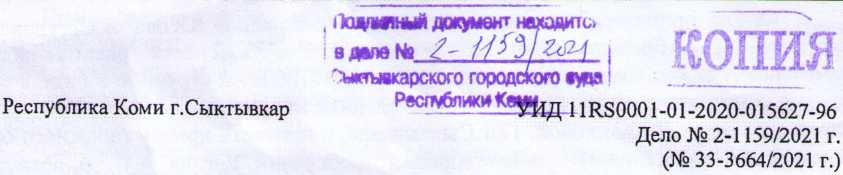 Подлинный документ находится
в деле № 2-1159/2021
Сыктывкарского городского суда
Республики Коми
КОПИЯ
Республика Коми г.Сыктывкар
УИД 11RS0001-01-2020-015627-96
Дело № 2-1159/2021 г.
(№ 33-3664/2021 г.)